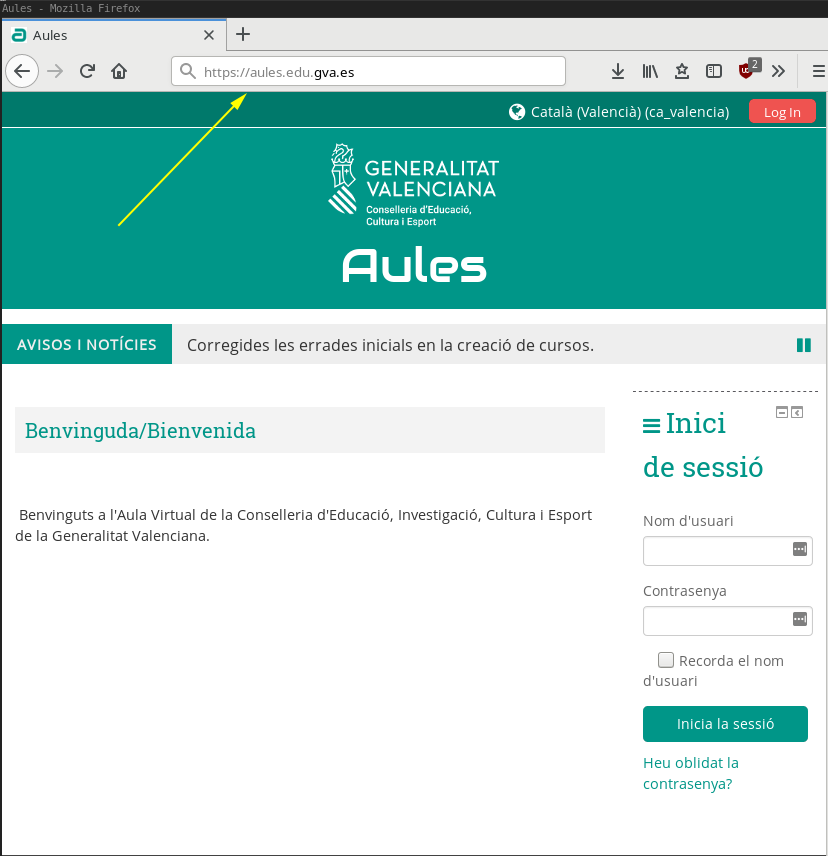 Aules - Mozilla Firefox
Aules
https://aules.edu.gva.es
2
Català (Valencià) (ca_valencia)
Log In
GENERALITAT
VALENCIANA
Conselleria d'Educació,
Cultura i Esport
Aules
AVISOS I NOTÍCIES
Corregides les errades inicials en la creació de cursos.
Benvinguda/Bienvenida
Benvinguts a l'Aula Virtual de la Conselleria d'Educació, Investigació, Cultura i Esport
de la Generalitat Valenciana.
Inici
de sessió
Nom d'usuari
Contrasenya
Recorda el nom
d'usuari
Inicia la sessió
Heu oblidat la
contrasenya?